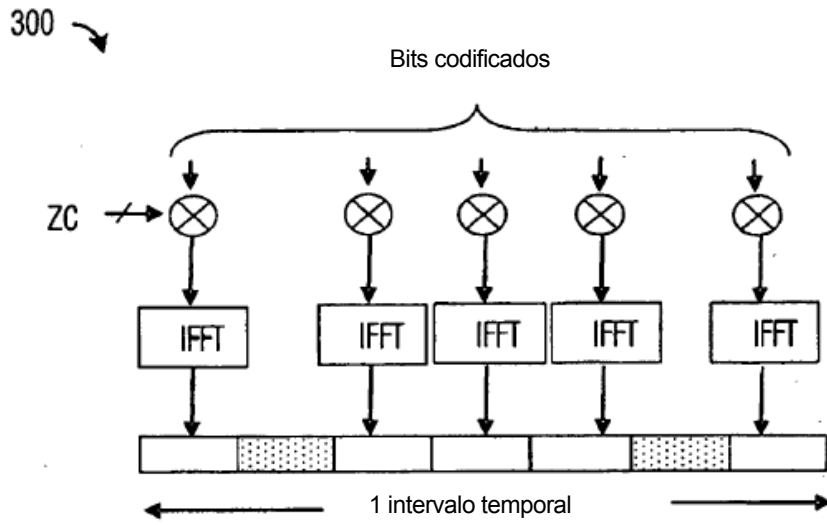 300
Bits codificados
ZC
IFFT IFFT IFFT IFFT IFFT
1 intervalo temporal